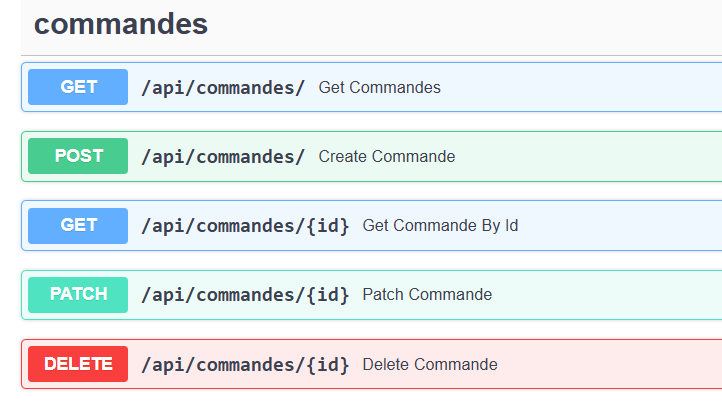 commandes
GET /api/commandes/ Get Commandes
POST /api/commandes/ Create Commande
GET /api/commandes/{id} Get Commande By Id
PATCH /api/commandes/{id} Patch Commande
DELETE /api/commandes/{id} Delete Commande